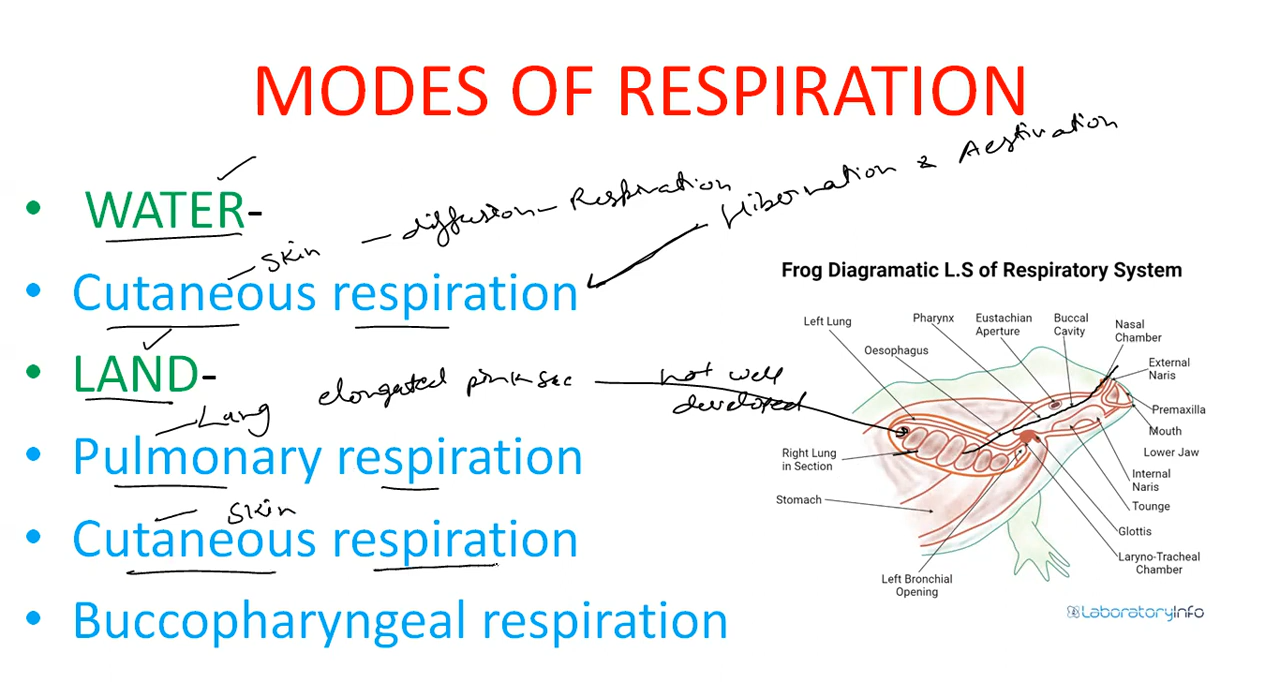 MODES OF RESPIRATION
• WATER-
Skin – diffusion – Respiration
Hibernation & Aestivation
• Cutaneous respiration
• LAND-
elongated pink sac
not well
developed
Lung
• Pulmonary respiration
Skin
• Cutaneous respiration
• Buccopharyngeal respiration
Frog Diagramatic L.S of Respiratory System
Left Lung
Pharynx
Eustachian
Aperture
Buccal
Cavity
Nasal
Chamber
Oesophagus
External
Naris
Premaxilla
Mouth
Lower Jaw
Right Lung
in Section
Internal
Naris
Stomach
Tounge
Glottis
Laryno-Tracheal
Chamber
Left Bronchial
Opening
LaboratoryInfo